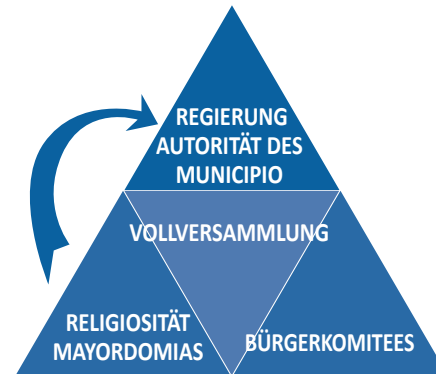 REGIERUNG
AUTORITÄT DES
MUNICIPIO
VOLLVERSAMMLUNG
RELIGIOSITÄT
MAYORDOMIAS
BÜRGERKOMITEES